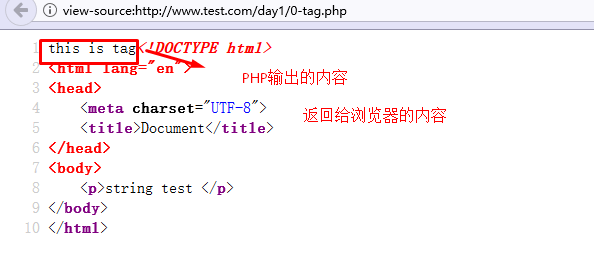 view-source:http://www.test.com/day1/0-tag.php
1 this is tag<!DOCTYPE html>
2 <html lang="en">
PHP输出的内容
3 <head>
4 <meta charset="UTF-8">
返回给浏览器的内容
5 <title>Document</title>
6 </head>
7 <body>
8 <p>string test </p>
9 </body>
10 </html>